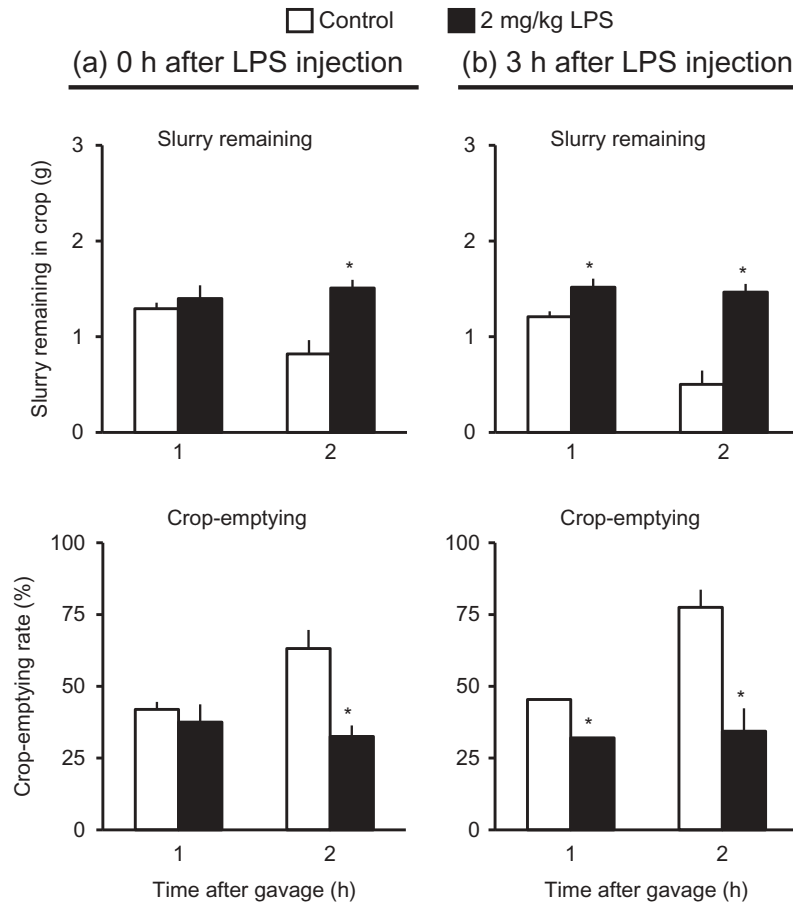 Control 2 mg/kg LPS
(a) 0 h after LPS injection
(b) 3 h after LPS injection
Slurry remaining
Slurry remaining in crop (g)
3
2
1
0
*
1 2
Slurry remaining
3
2
1
0
* *
1 2
Crop-emptying
Crop-emptying rate (%)
100
75
50
25
0
*
1 2
Time after gavage (h)
Crop-emptying
100
75
50
25
0
* *
1 2
Time after gavage (h)